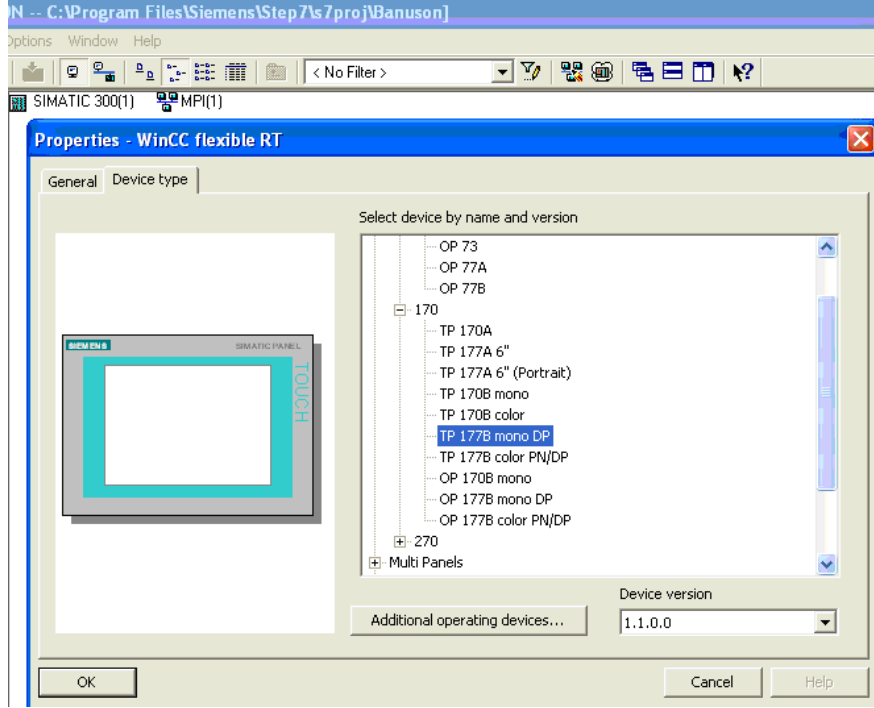 N -- C:\Program Files\Siemens\Step7\s7proj\Banuson]
Options Window Help
< No Filter >
SIMATIC 300(1) MPI(1)
Properties - WinCC flexible RT
General Device type
Select device by name and version
OP 73
OP 77A
OP 77B
170
TP 170A
TP 177A 6"
TP 177A 6" (Portrait)
TP 170B mono
TP 170B color
TP 177B mono DP
TP 177B color PN/DP
OP 170B mono
OP 177B mono DP
OP 177B color PN/DP
270
Multi Panels
SIEMENS SIMATIC PANEL
TOUCH
Device version
Additional operating devices... 1.1.0.0
OK Cancel Help